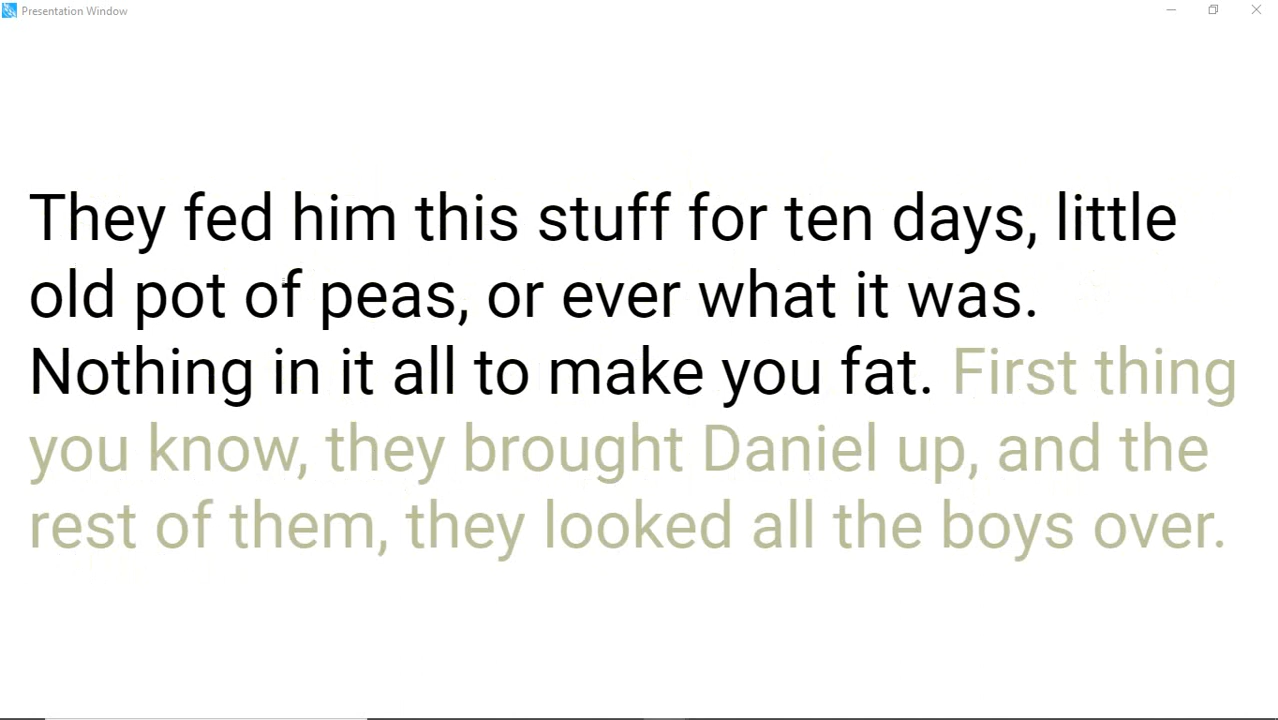 Presentation Window
They fed him this stuff for ten days, little
old pot of peas, or ever what it was.
Nothing in it all to make you fat. First thing
you know, they brought Daniel up, and the
rest of them, they looked all the boys over.